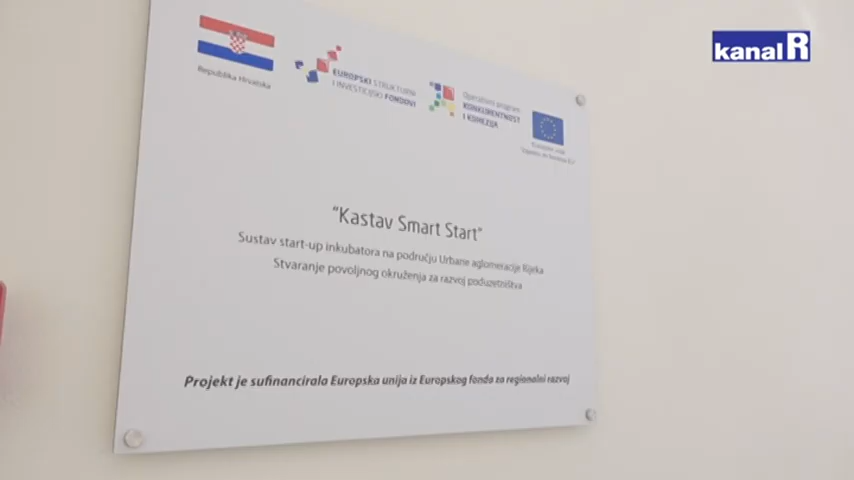 kanal R
Republika Hrvatska
EUROPSKI STRUKTURNI
I INVESTICIJSKI FONDOVI
Operativni program
KONKURENTNOST
I KOHEZIJA
"Kastav Smart Start"
Sustav start-up inkubatora na području Urbane aglomeracije Rijeka
Stvaranje povoljnog okruženja za razvoj poduzetništva
Projekt je sufinancirala Europska unija iz Europskog fonda za regionalni razvoj